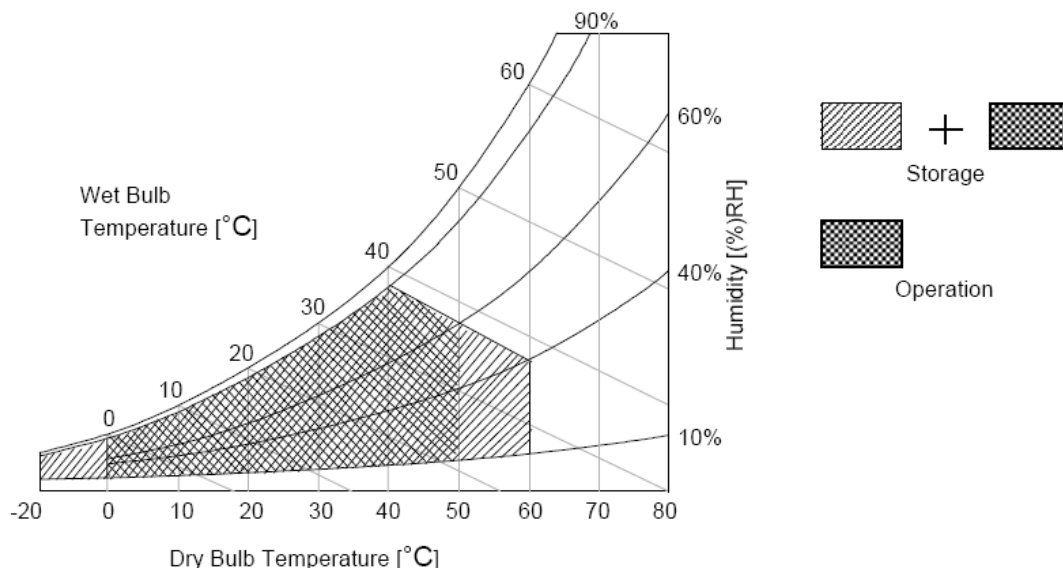 90%
60
60%
50
Storage
Wet Bulb
Temperature [°C]
Humidity [(%)RH]
40
40%
Operation
30
20
10
0
10%
-20 0 10 20 30 40 50 60 70 80
Dry Bulb Temperature [°C]